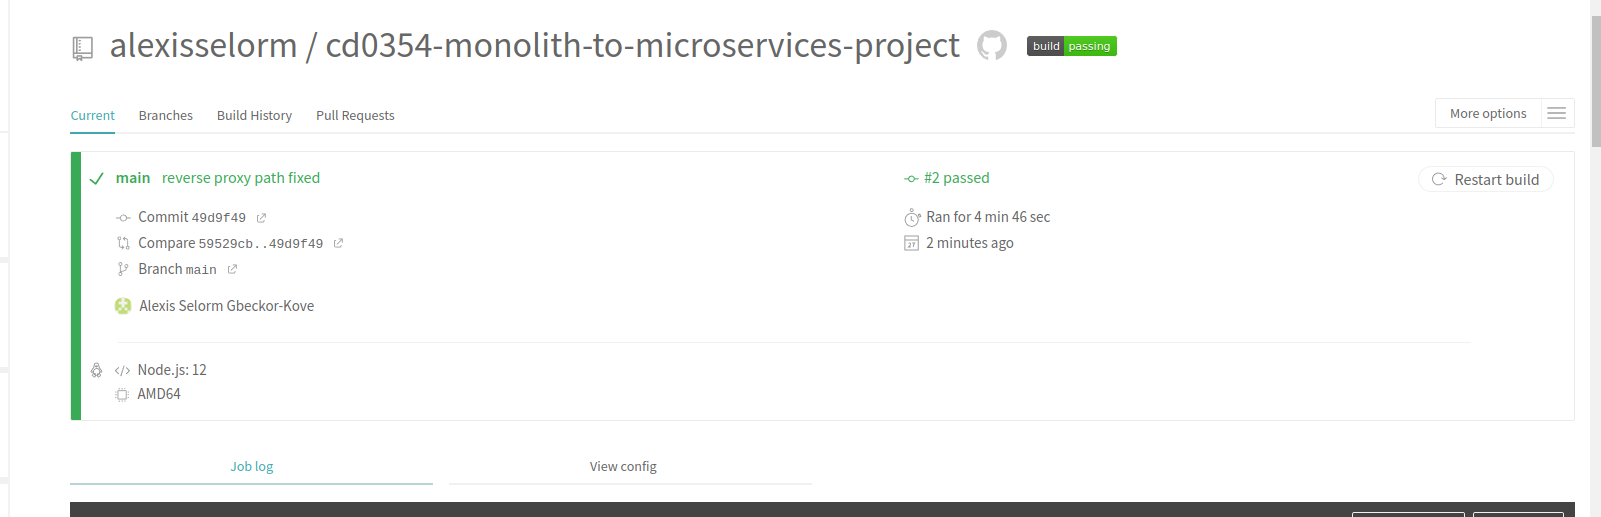 alexisselorm / cd0354-monolith-to-microservices-project build passing
Current Branches Build History Pull Requests More options
main reverse proxy path fixed #2 passed Restart build
Commit 49d9f49 Ran for 4 min 46 sec
Compare 59529cb..49d9f49 2 minutes ago
Branch main
Alexis Selorm Gbeckor-Kove
Node.js: 12
AMD64
Job log View config